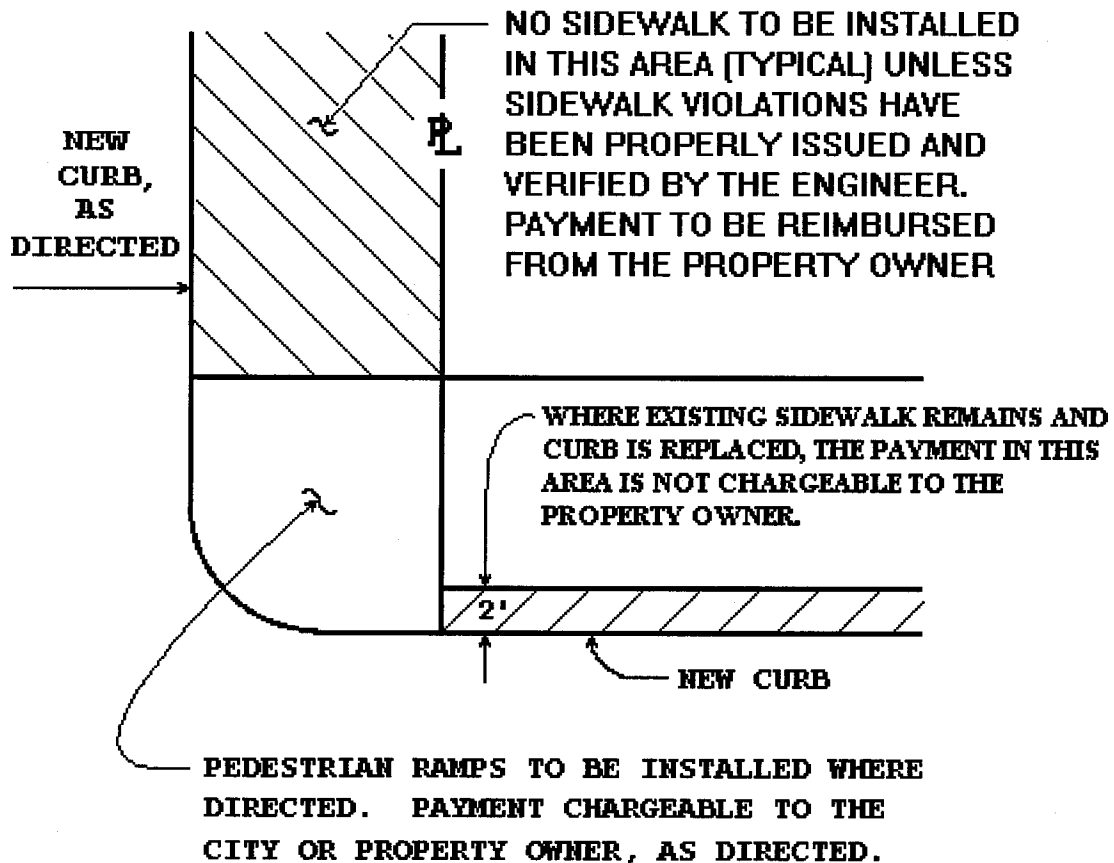 NO SIDEWALK TO BE INSTALLED
IN THIS AREA (TYPICAL) UNLESS
SIDEWALK VIOLATIONS HAVE
BEEN PROPERLY ISSUED AND
VERIFIED BY THE ENGINEER.
PAYMENT TO BE REIMBURSED
FROM THE PROPERTY OWNER
PL
NEW
CURB,
AS
DIRECTED
WHERE EXISTING SIDEWALK REMAINS AND
CURB IS REPLACED, THE PAYMENT IN THIS
AREA IS NOT CHARGEABLE TO THE
PROPERTY OWNER.
2'
NEW CURB
PEDESTRIAN RAMPS TO BE INSTALLED WHERE
DIRECTED. PAYMENT CHARGEABLE TO THE
CITY OR PROPERTY OWNER, AS DIRECTED.